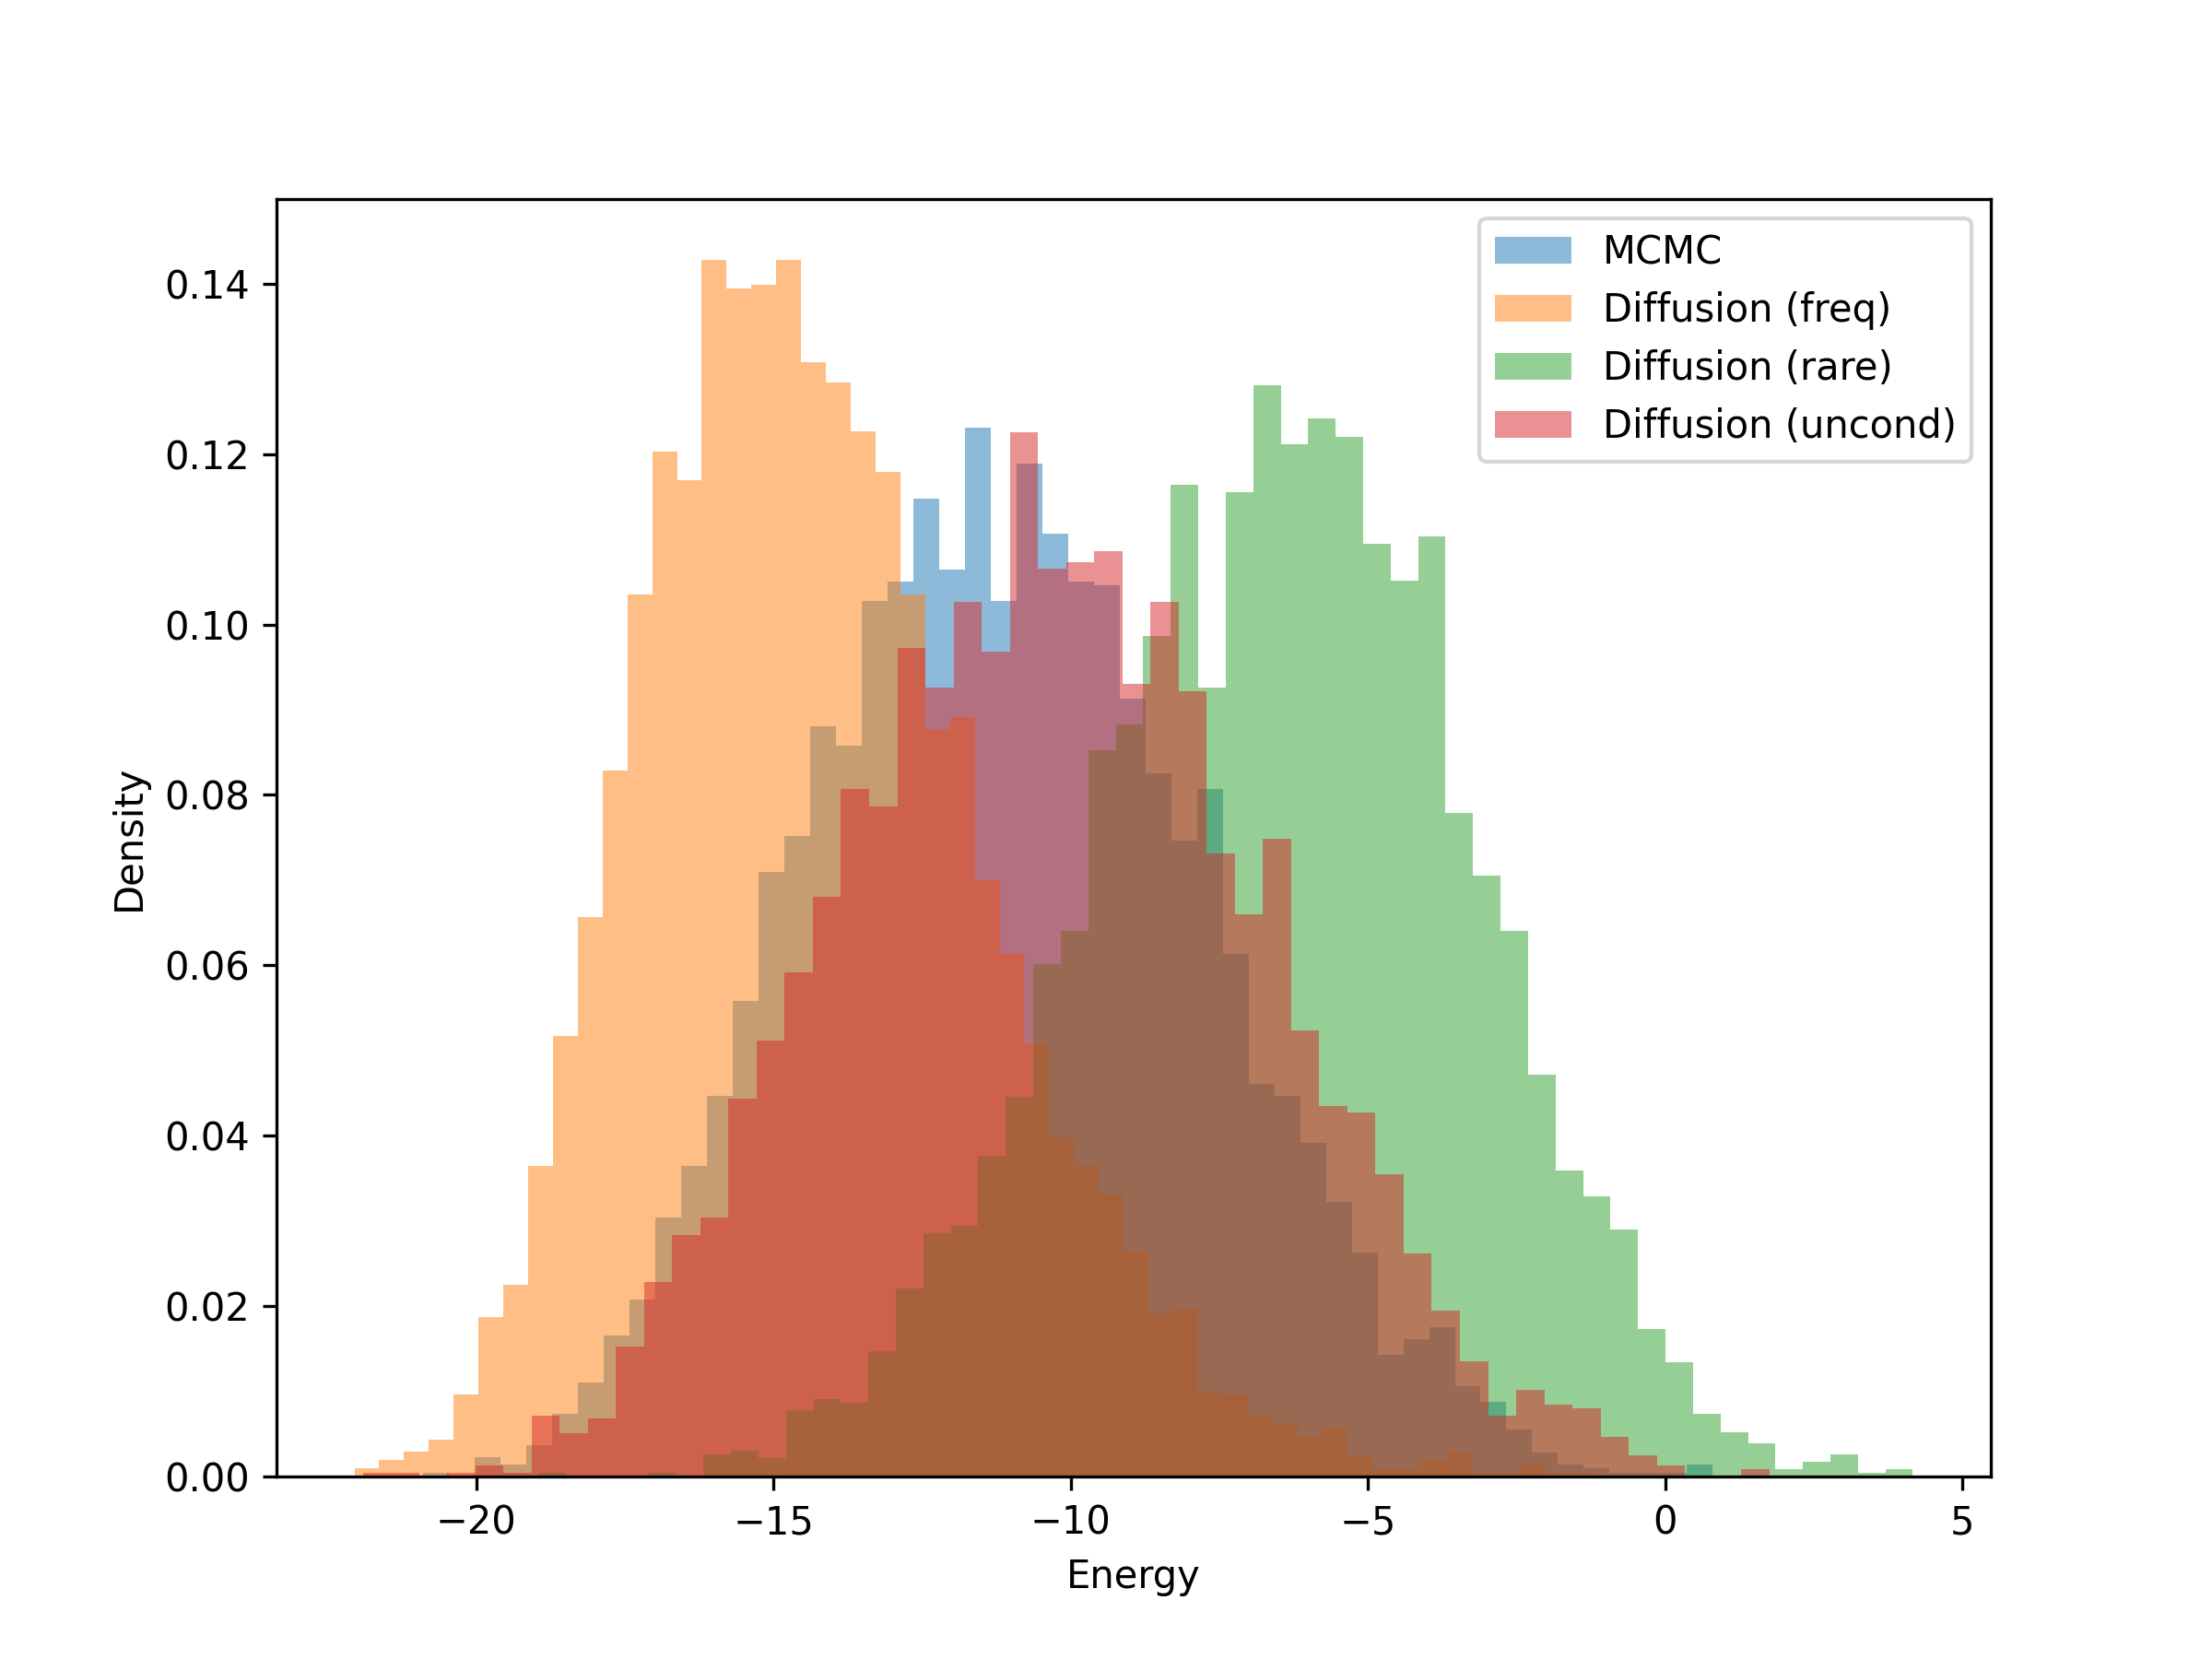 MCMC
Diffusion (freq)
Diffusion (rare)
Diffusion (uncond)
0.14
0.12
0.10
0.08
0.06
0.04
0.02
0.00
Density
−20 −15 −10 −5 0 5
Energy